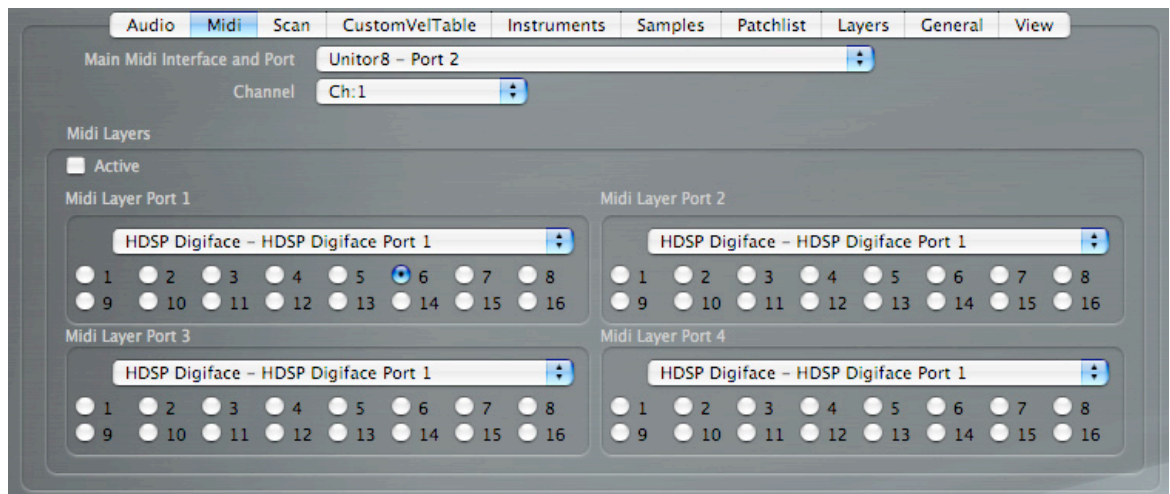 Audio Midi Scan CustomVelTable Instruments Samples Patchlist Layers General View
Main Midi Interface and Port Unitor8 – Port 2
Channel Ch:1
Midi Layers
Active
Midi Layer Port 1
HDSP Digiface – HDSP Digiface Port 1
1 2 3 4 5 6 7 8
9 10 11 12 13 14 15 16
Midi Layer Port 2
HDSP Digiface – HDSP Digiface Port 1
1 2 3 4 5 6 7 8
9 10 11 12 13 14 15 16
Midi Layer Port 3
HDSP Digiface – HDSP Digiface Port 1
1 2 3 4 5 6 7 8
9 10 11 12 13 14 15 16
Midi Layer Port 4
HDSP Digiface – HDSP Digiface Port 1
1 2 3 4 5 6 7 8
9 10 11 12 13 14 15 16